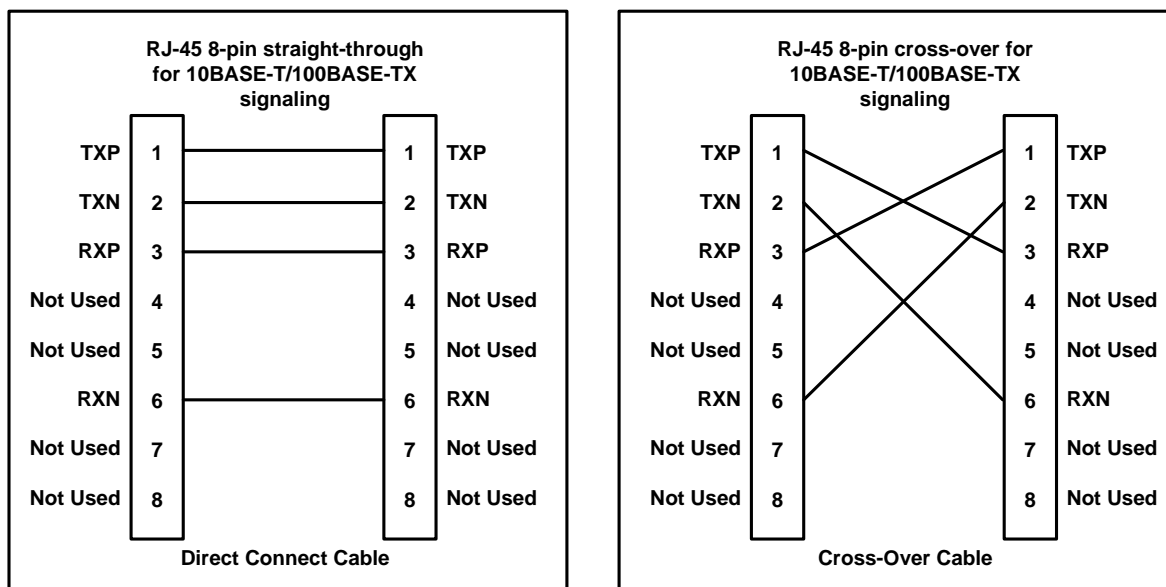 RJ-45 8-pin straight-through
for 10BASE-T/100BASE-TX
signaling
TXP 1 1 TXP
TXN 2 2 TXN
RXP 3 3 RXP
Not Used 4 4 Not Used
Not Used 5 5 Not Used
RXN 6 6 RXN
Not Used 7 7 Not Used
Not Used 8 8 Not Used
Direct Connect Cable
RJ-45 8-pin cross-over for
10BASE-T/100BASE-TX
signaling
TXP 1 1 TXP
TXN 2 2 TXN
RXP 3 3 RXP
Not Used 4 4 Not Used
Not Used 5 5 Not Used
RXN 6 6 RXN
Not Used 7 7 Not Used
Not Used 8 8 Not Used
Cross-Over Cable